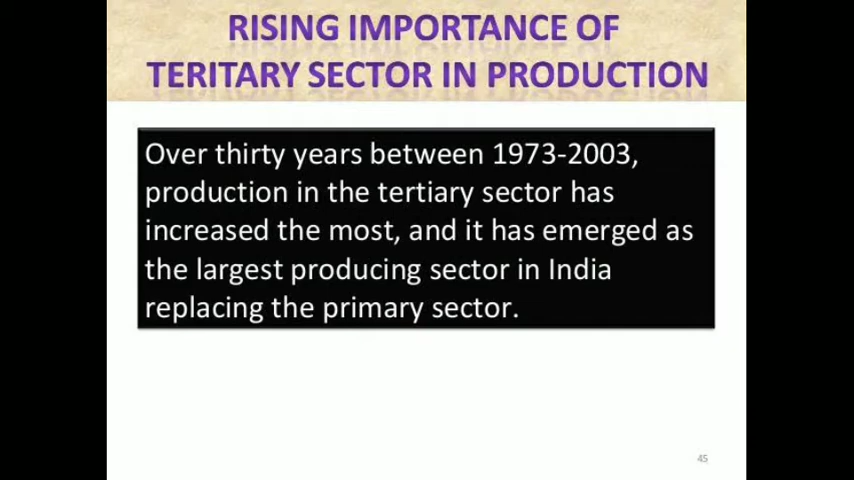 RISING IMPORTANCE OF
TERITARY SECTOR IN PRODUCTION
Over thirty years between 1973-2003,
production in the tertiary sector has
increased the most, and it has emerged as
the largest producing sector in India
replacing the primary sector.
45